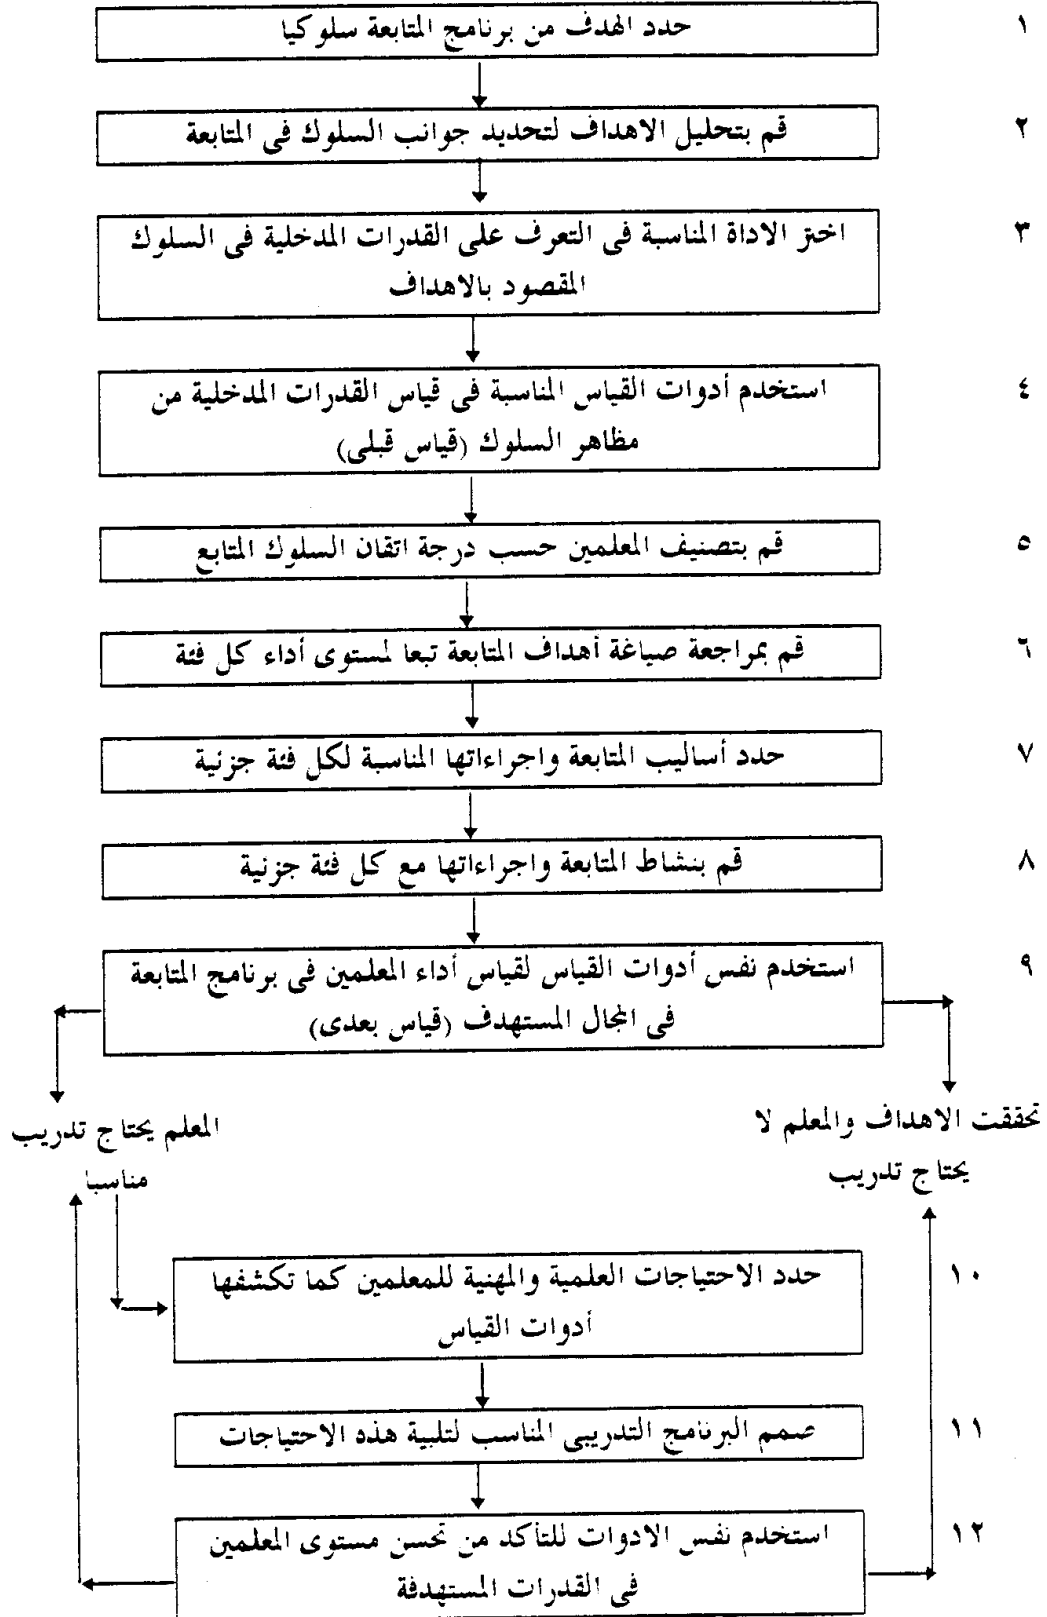 ١ حدد الهدف من برنامج المتابعة سلوكيا
٢ قم بتحليل الاهداف لتحديد جوانب السلوك فى المتابعة
٣ اختر الاداة المناسبة فى التعرف على القدرات المدخلية فى السلوك
المقصود بالاهداف
٤ استخدم أدوات القياس المناسبة فى قياس القدرات المدخلية من
مظاهر السلوك (قياس قبلى)
٥ قم بتصنيف المعلمين حسب درجة اتقان السلوك المتابع
٦ قم بمراجعة صياغة أهداف المتابعة تبعا لمستوى أداء كل فئة
٧ حدد أساليب المتابعة واجراءاتها المناسبة لكل فئة جزئية
٨ قم بنشاط المتابعة واجراءاتها مع كل فئة جزئية
٩ استخدم نفس أدوات القياس لقياس أداء المعلمين فى برنامج المتابعة
فى المجال المستهدف (قياس بعدى)
تحققت الاهداف والمعلم لا
يحتاج تدريب
المعلم يحتاج تدريب
مناسبا
١٠ حدد الاحتياجات العلمية والمهنية للمعلمين كما تكشفها
أدوات القياس
١١ صمم البرنامج التدريبى المناسب لتلبية هذه الاحتياجات
١٢ استخدم نفس الادوات للتأكد من تحسن مستوى المعلمين
فى القدرات المستهدفة